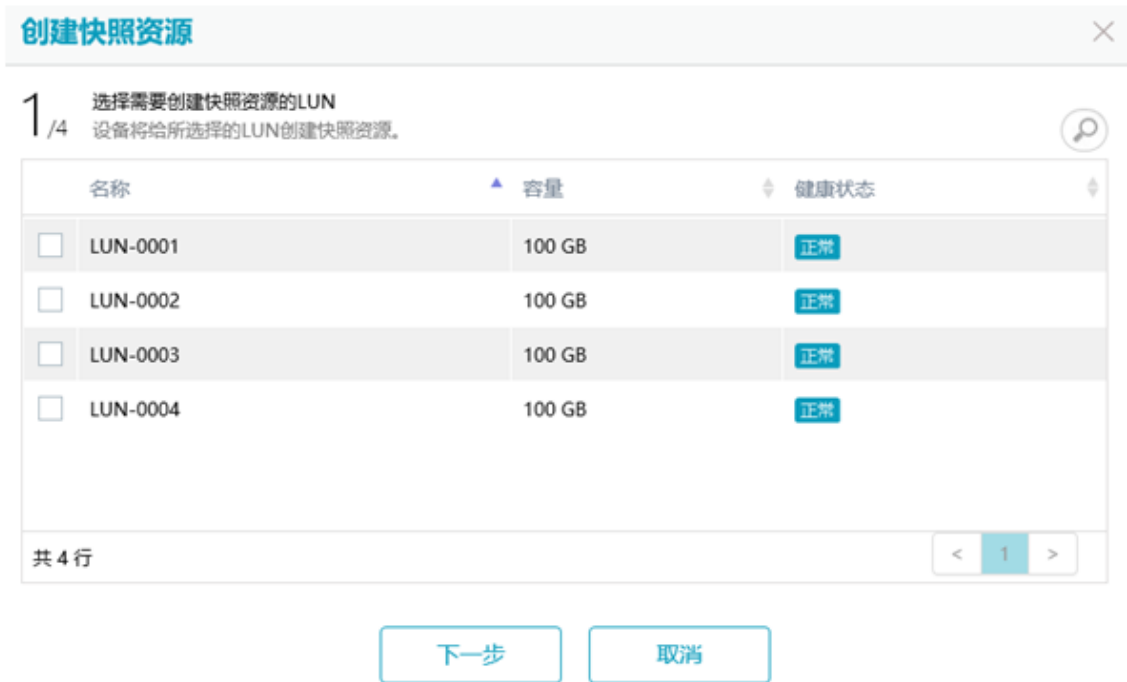 创建快照资源
1/4 选择需要创建快照资源的LUN
设备将给所选择的LUN创建快照资源。
名称 容量 健康状态
LUN-0001 100 GB 正常
LUN-0002 100 GB 正常
LUN-0003 100 GB 正常
LUN-0004 100 GB 正常
共 4 行 < 1 >
下一步 取消